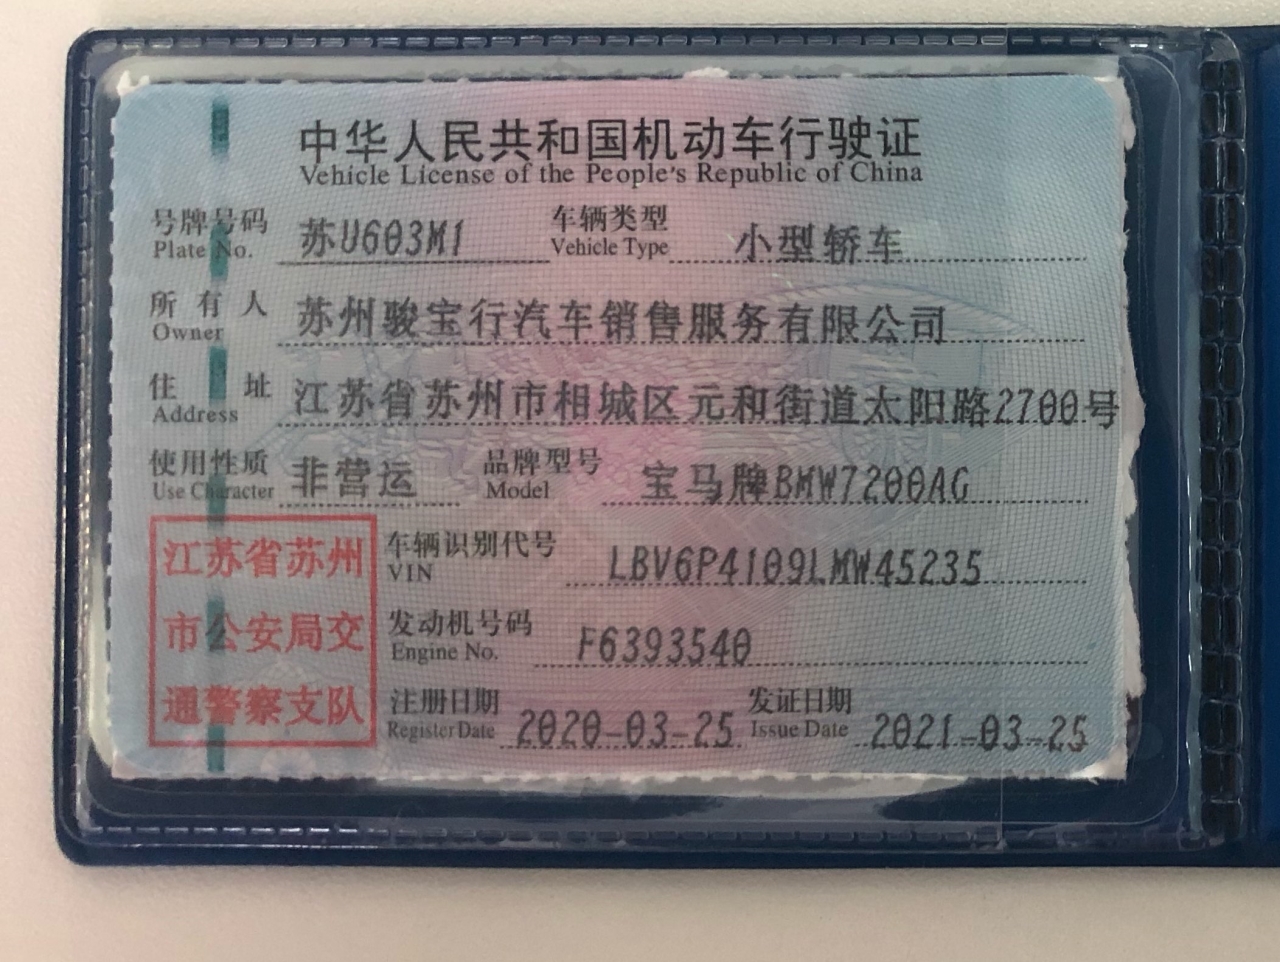 中华人民共和国机动车行驶证
Vehicle License of the People's Republic of China
号牌号码 苏U603M1 车辆类型 小型轿车
Plate No. Vehicle Type
所有人 苏州骏宝行汽车销售服务有限公司
Owner
住址 江苏省苏州市相城区元和街道太阳路2700号
Address
使用性质 非营运 品牌型号 宝马牌BMW7200AG
Use Character Model
江苏省苏州
市公安局交
通警察支队
车辆识别代号 LBV6P4109LMW45235
VIN
发动机号码 F6393540
Engine No.
注册日期 2020-03-25 发证日期 2021-03-25
Register Date Issue Date